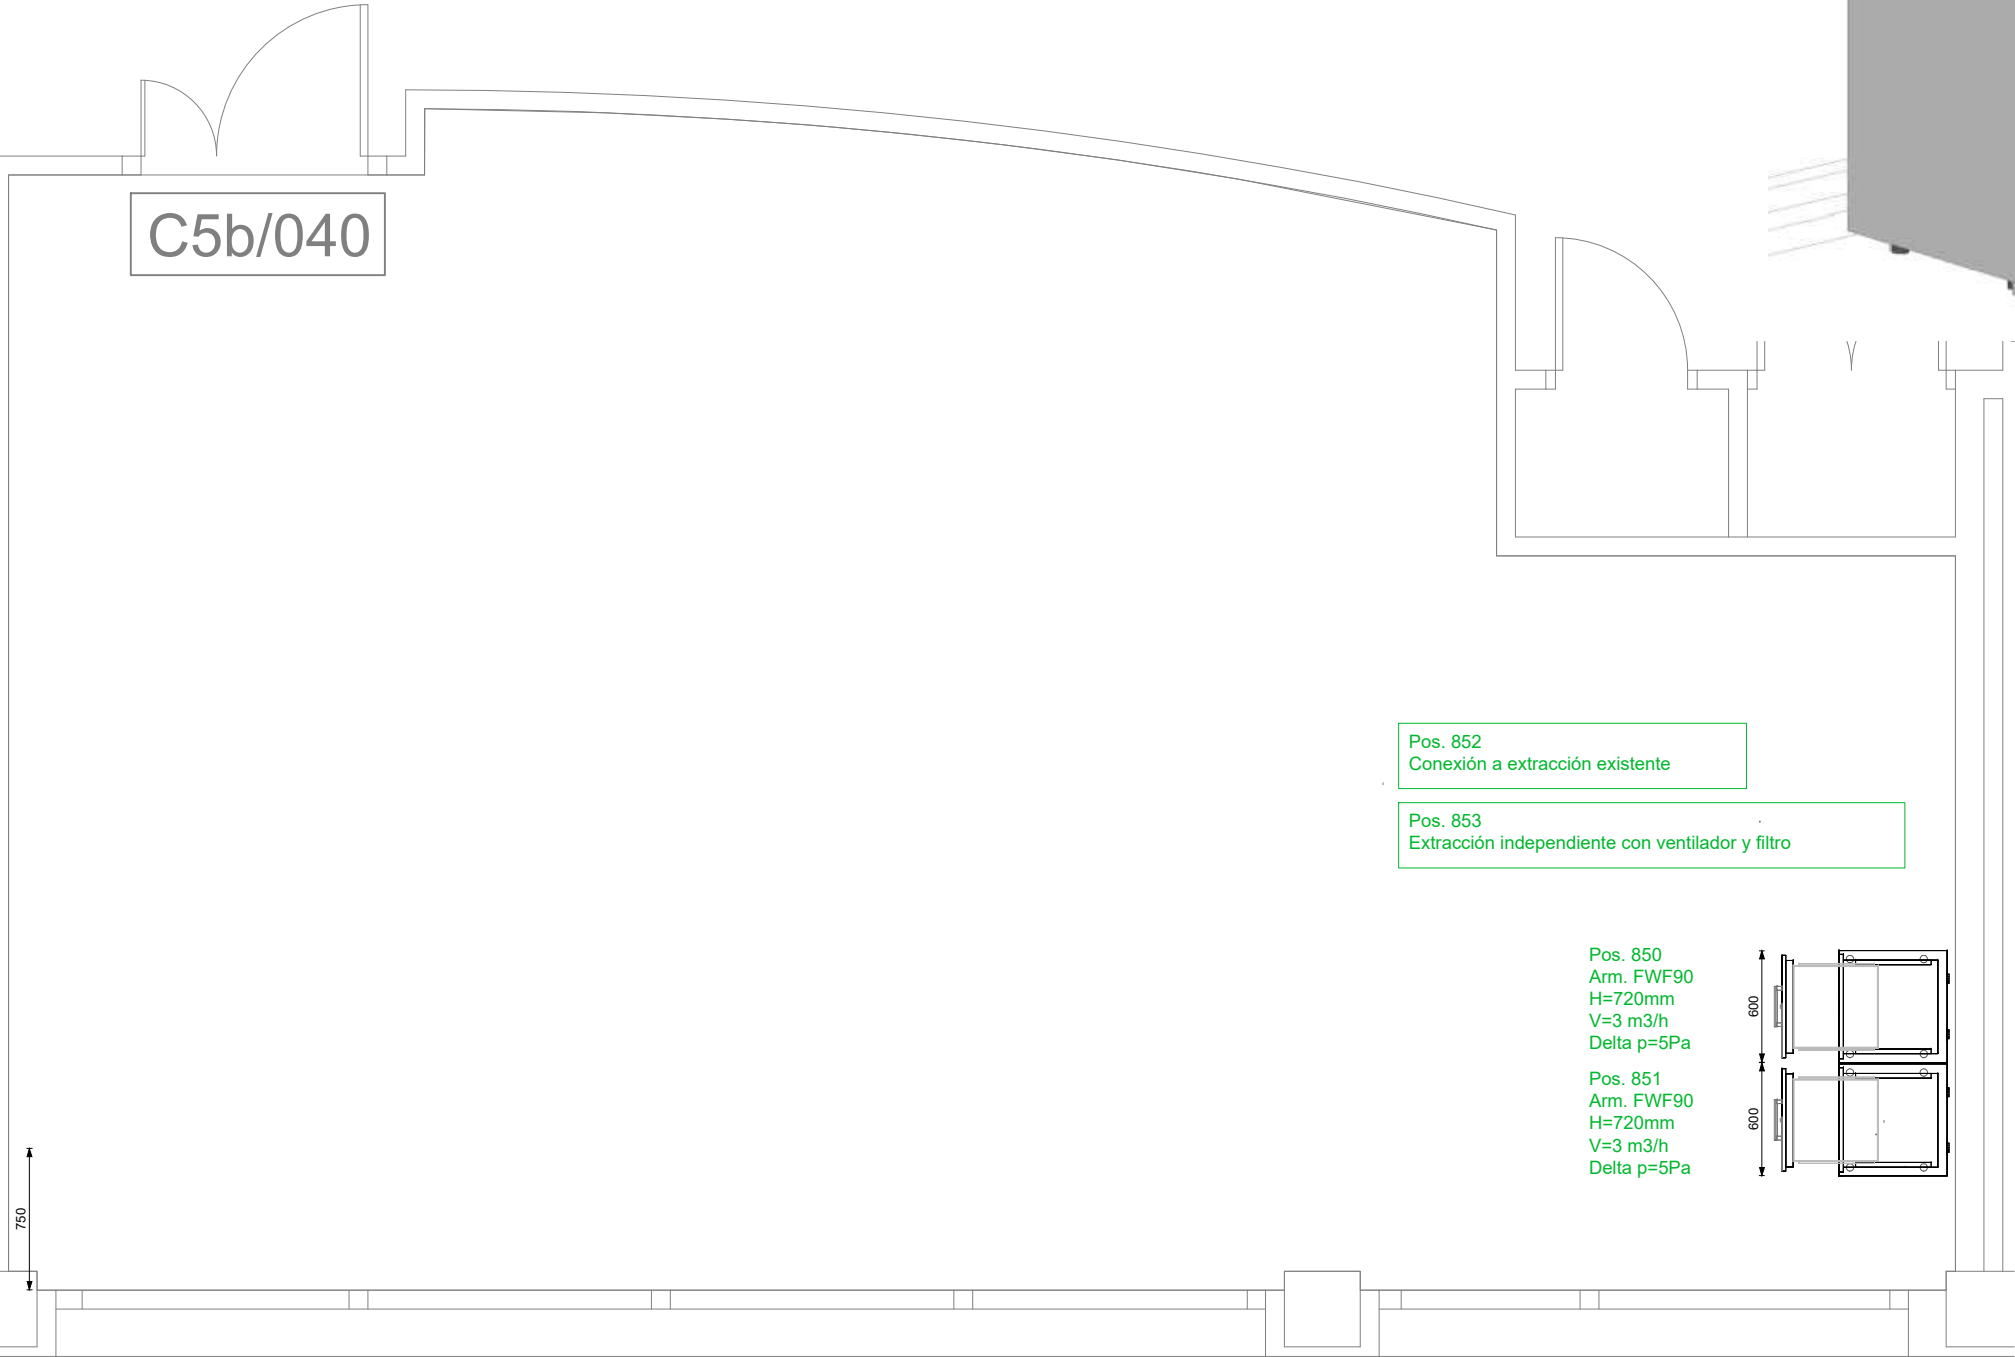 C5b/040
Pos. 852
Conexión a extracción existente
Pos. 853
Extracción independiente con ventilador y filtro
Pos. 850
Arm. FWF90
H=720mm
V=3 m3/h
Delta p=5Pa
600
Pos. 851
Arm. FWF90
H=720mm
V=3 m3/h
Delta p=5Pa
600
750